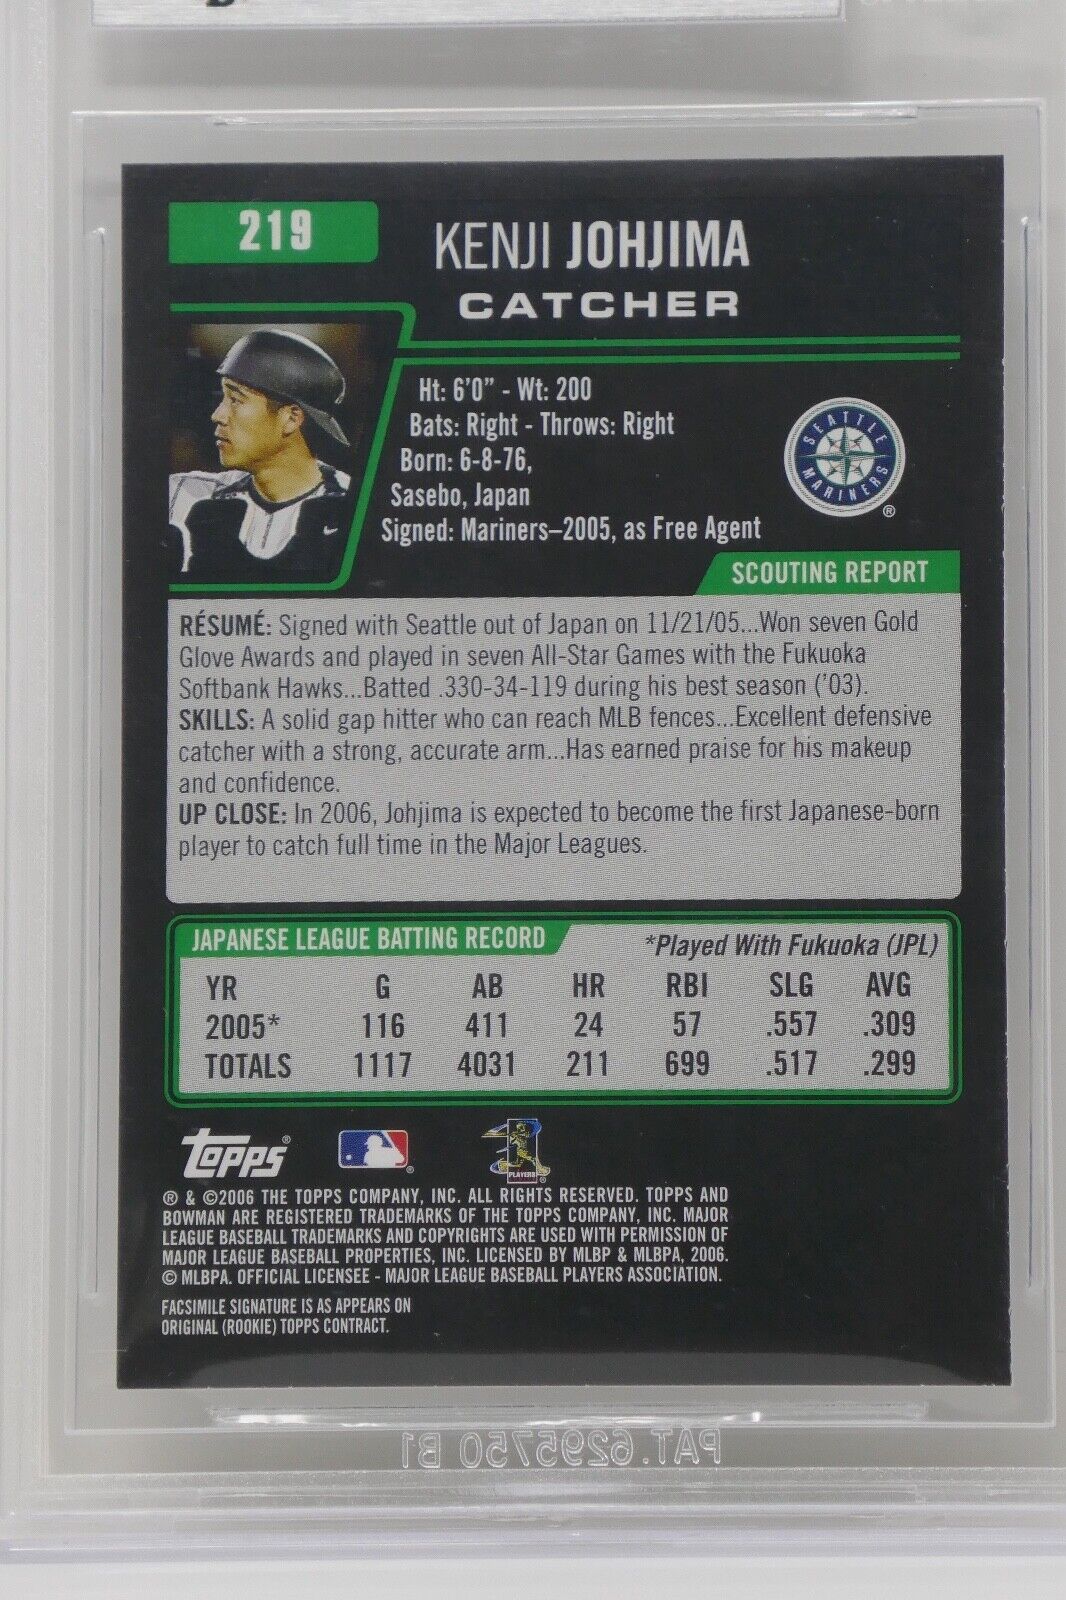 219
KENJI JOHJIMA
CATCHER
Ht: 6'0" - Wt: 200
Bats: Right - Throws: Right
Born: 6-8-76,
Sasebo, Japan
Signed: Mariners–2005, as Free Agent
SEATTLE MARINERS ®
SCOUTING REPORT
RÉSUMÉ: Signed with Seattle out of Japan on 11/21/05...Won seven Gold
Glove Awards and played in seven All-Star Games with the Fukuoka
Softbank Hawks...Batted .330-34-119 during his best season ('03).
SKILLS: A solid gap hitter who can reach MLB fences...Excellent defensive
catcher with a strong, accurate arm...Has earned praise for his makeup
and confidence.
UP CLOSE: In 2006, Johjima is expected to become the first Japanese-born
player to catch full time in the Major Leagues.
JAPANESE LEAGUE BATTING RECORD *Played With Fukuoka (JPL)
YR G AB HR RBI SLG AVG
2005* 116 411 24 57 .557 .309
TOTALS 1117 4031 211 699 .517 .299
Topps ® ® PLAYERS ®
® & ©2006 THE TOPPS COMPANY, INC. ALL RIGHTS RESERVED. TOPPS AND
BOWMAN ARE REGISTERED TRADEMARKS OF THE TOPPS COMPANY, INC. MAJOR
LEAGUE BASEBALL TRADEMARKS AND COPYRIGHTS ARE USED WITH PERMISSION OF
MAJOR LEAGUE BASEBALL PROPERTIES, INC. LICENSED BY MLBP & MLBPA, 2006.
© MLBPA. OFFICIAL LICENSEE - MAJOR LEAGUE BASEBALL PLAYERS ASSOCIATION.
FACSIMILE SIGNATURE IS AS APPEARS ON
ORIGINAL (ROOKIE) TOPPS CONTRACT.
PAT.6295750 B1